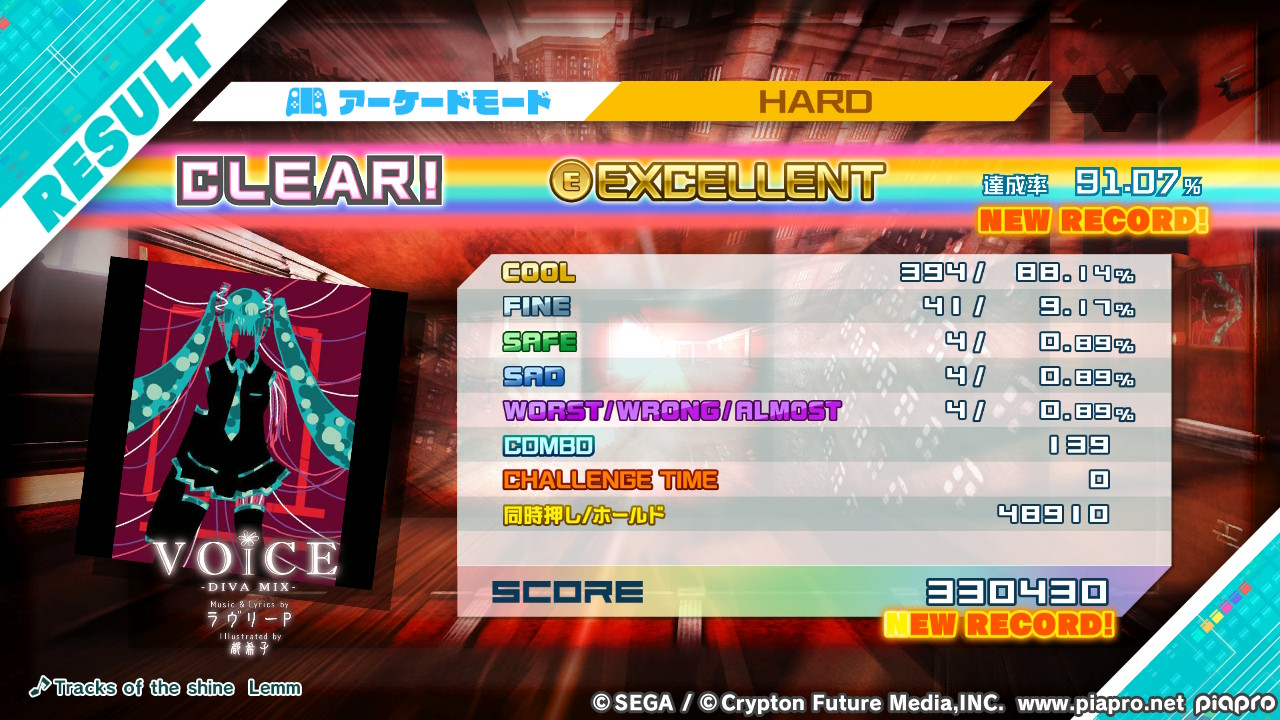 RESULT
アーケードモード HARD
CLEAR! E EXCELLENT 達成率 91.07%
NEW RECORD!
COOL 394/ 88.14%
FINE 41/ 9.17%
SAFE 4/ 0.89%
SAD 4/ 0.89%
WORST/WRONG/ALMOST 4/ 0.89%
COMBO 139
CHALLENGE TIME 0
同時押し/ホールド 48910
SCORE 330430
NEW RECORD!
VOiCE
-DIVA MIX-
Music & Lyrics by
ラヴリーP
Illustrated by
♪Tracks of the shine Lemm
©SEGA / ©Crypton Future Media,INC. www.piapro.net piapro